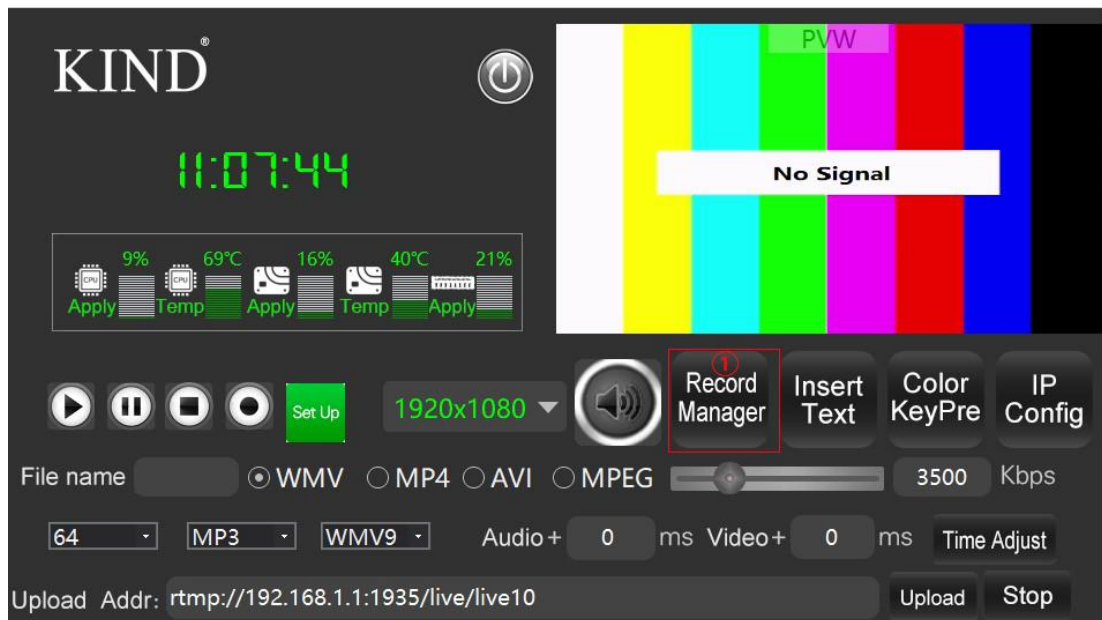 KIND®
PVW
No Signal
11:07:44
9% 69℃ 16% 40℃ 21%
CPU CPU
Apply Temp Apply Temp Apply
①
Set Up
1920x1080
Record Manager
Insert Text
Color KeyPre
IP Config
File name WMV MP4 AVI MPEG 3500 Kbps
64 MP3 WMV9 Audio+ 0 ms Video+ 0 ms Time Adjust
Upload Addr: rtmp://192.168.1.1:1935/live/live10 Upload Stop